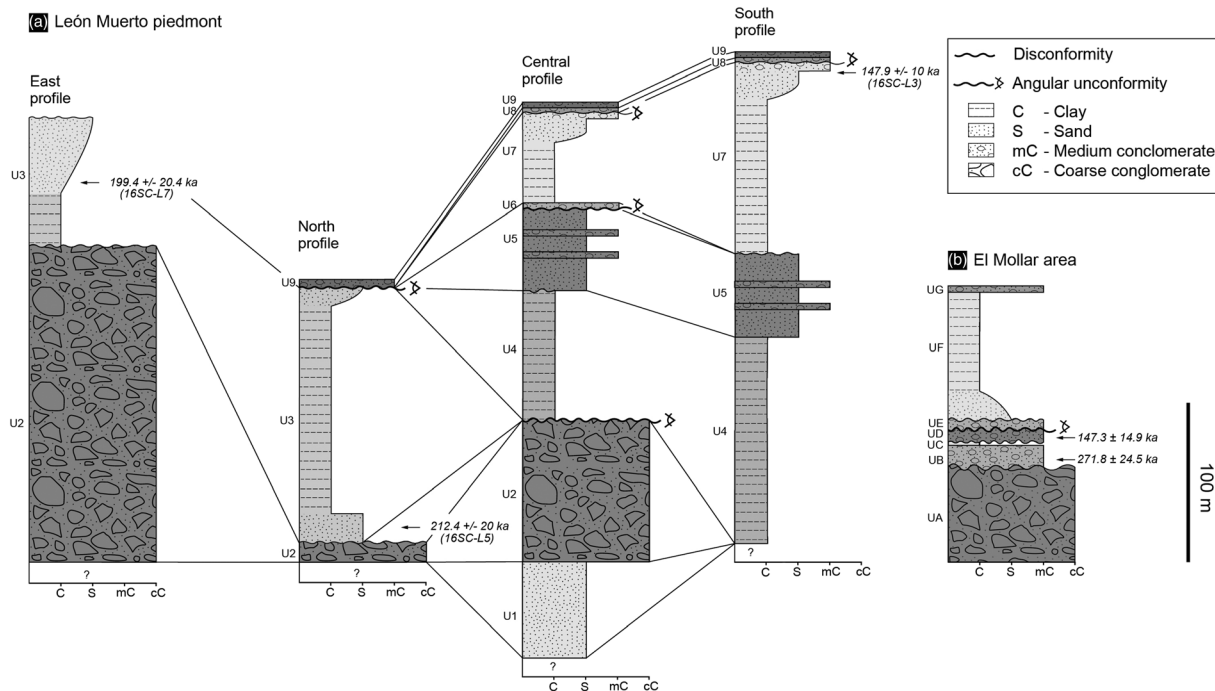 (a) León Muerto piedmont
East
profile
U3
199.4 +/- 20.4 ka
(16SC-L7)
U2
?
C S mC cC
North
profile
U9
U3
212.4 +/- 20 ka
(16SC-L5)
U2
?
C S mC cC
Central
profile
U9
U8
U7
U6
U5
U4
U2
U1
?
C S mC cC
South
profile
U9
U8
147.9 +/- 10 ka
(16SC-L3)
U7
U5
U4
?
C S mC cC
Disconformity
Angular unconformity
C - Clay
S - Sand
mC - Medium conclomerate
cC - Coarse conglomerate
(b) El Mollar area
UG
UF
UE
UD
UC
147.3 ± 14.9 ka
UB
271.8 ± 24.5 ka
UA
C S mC cC
100 m